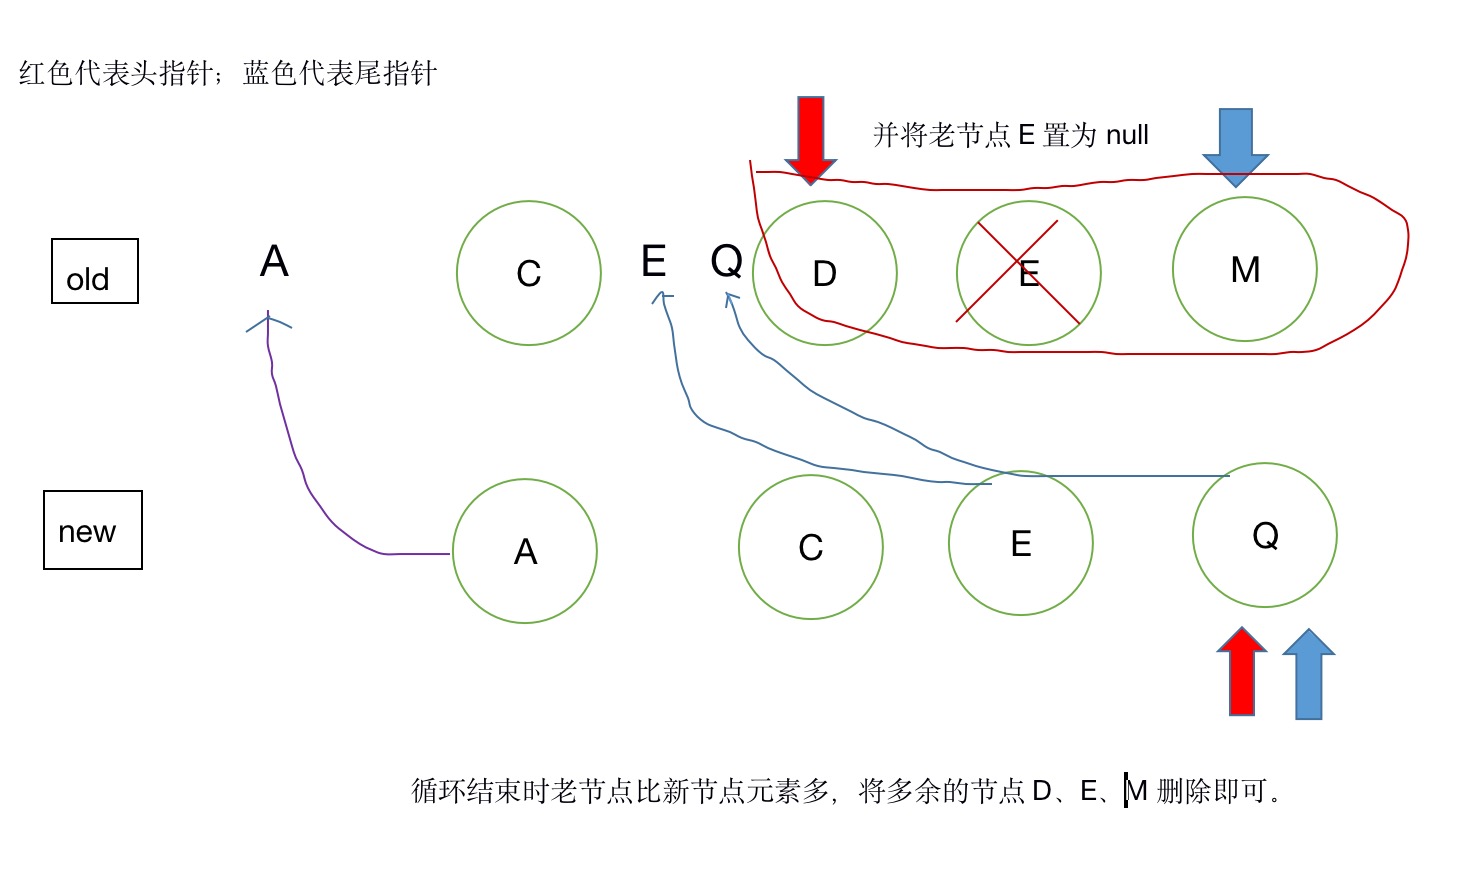 红色代表头指针；蓝色代表尾指针
并将老节点 E 置为 null
old A C E Q D E M
new A C E Q
循环结束时老节点比新节点元素多，将多余的节点 D、E、M 删除即可。